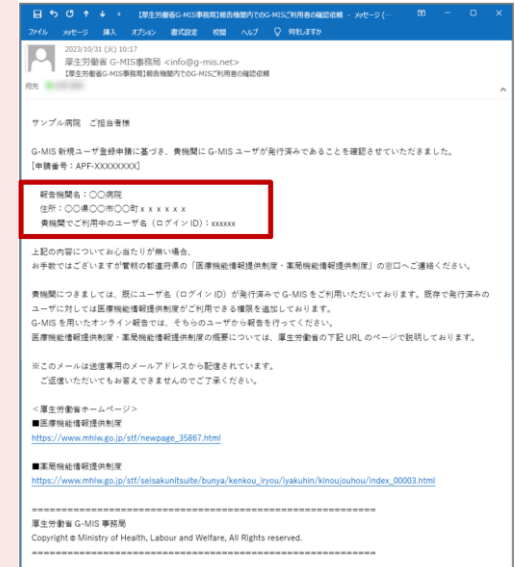 【厚生労働省G-MIS事務局】報告機関内でのG-MISご利用者の確認依頼 - メッセージ (…
ファイル メッセージ 挿入 オプション 書式設定 校閲 ヘルプ 何をしますか
2023/10/31 (火) 10:17
厚生労働省 G-MIS事務局 <info@g-mis.net>
【厚生労働省G-MIS事務局】報告機関内でのG-MISご利用者の確認依頼
宛先
サンプル病院 ご担当者様
G-MIS 新規ユーザ登録申請に基づき、貴機関に G-MIS ユーザが発行済みであることを確認させていただきました。
[申請番号：APF-XXXXXXXX]
報告機関名：〇〇病院
住所：〇〇県〇〇市〇〇町ｘｘｘｘｘｘ
貴機関でご利用中のユーザ名（ログイン ID）：xxxxxx
上記の内容についてお心当たりが無い場合、
お手数ではございますが管轄の都道府県の「医療機能情報提供制度・薬局機能情報提供制度」の窓口へご連絡ください。
貴機関につきましては、既にユーザ名（ログイン ID）が発行済みで G-MIS をご利用いただいております。既存で発行済みの
ユーザに対しては医療機能情報提供制度がご利用できる権限を追加しております。
G-MIS を用いたオンライン報告では、そちらのユーザから報告を行ってください。
医療機能情報提供制度・薬局機能情報提供制度の概要については、厚生労働省の下記 URL のページで説明しております。
※このメールは送信専用のメールアドレスから配信されています。
ご返信いただいてもお答えできませんのでご了承ください。
＜厚生労働省ホームページ＞
■医療機能情報提供制度
https://www.mhlw.go.jp/stf/newpage_35867.html
■薬局機能情報提供制度
https://www.mhlw.go.jp/stf/seisakunitsuite/bunya/kenkou_iryou/iyakuhin/kinoujouhou/index_00003.html
============================================================
厚生労働省 G-MIS 事務局
Copyright © Ministry of Health, Labour and Welfare, All Rights reserved.
============================================================